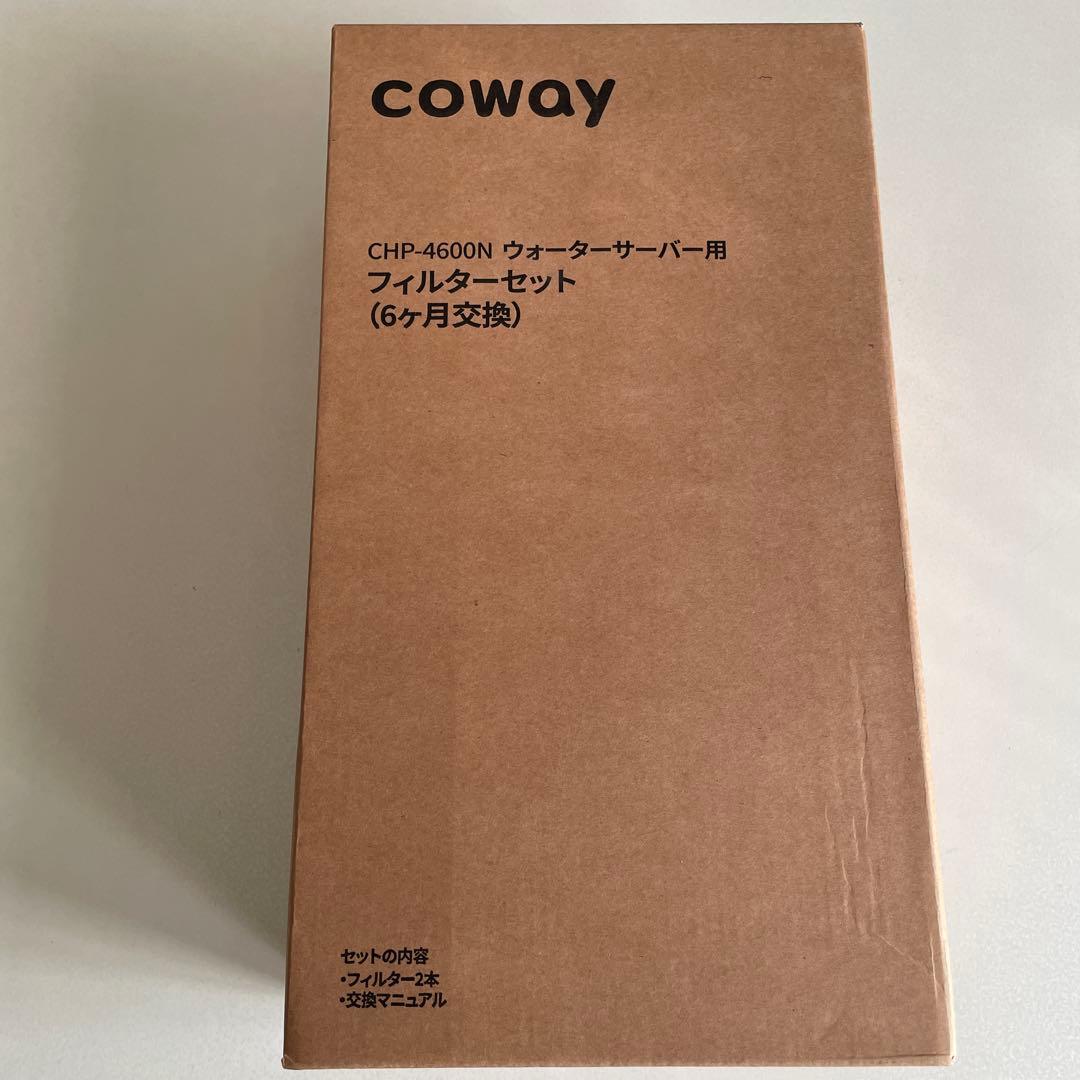 coway
CHP-4600N ウォーターサーバー用
フィルターセット
（6ヶ月交換）
セットの内容
・フィルター2本
・交換マニュアル